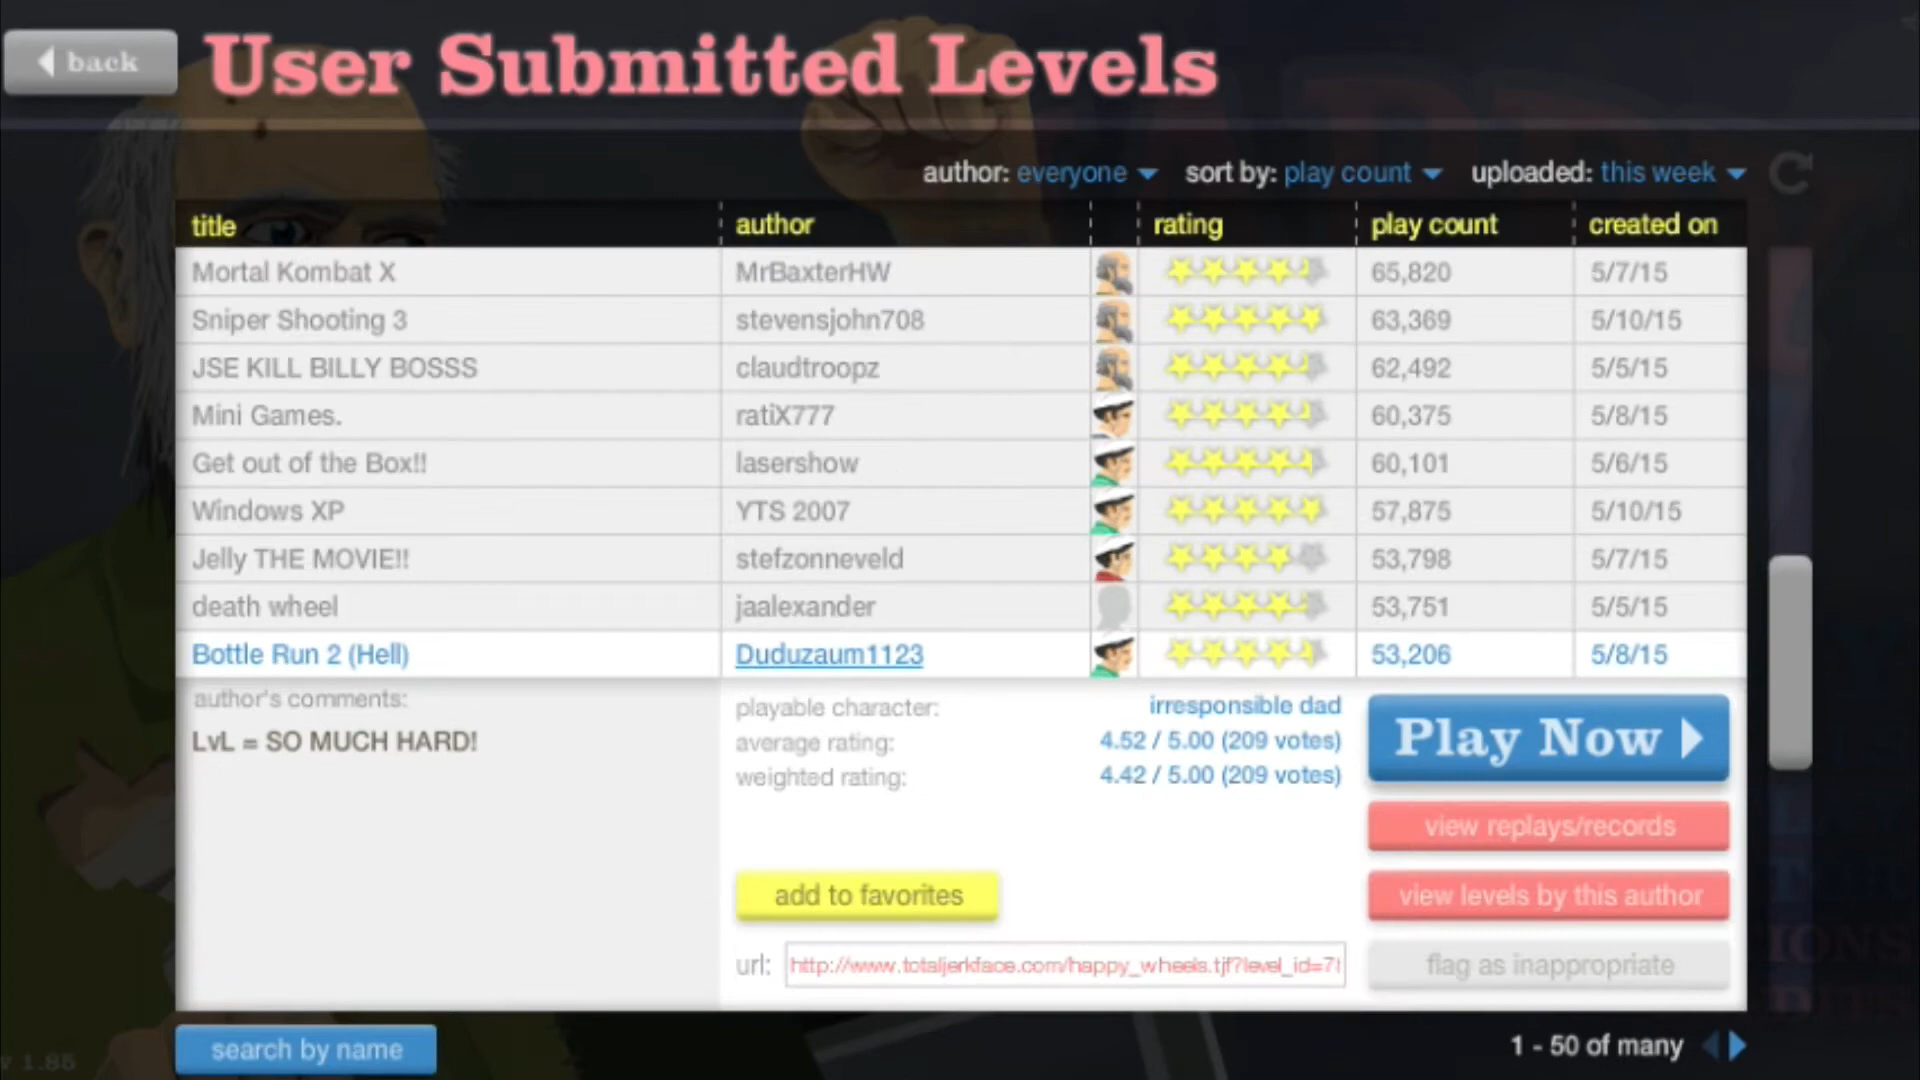 back
User Submitted Levels
author: everyone sort by: play count uploaded: this week
title author rating play count created on
Mortal Kombat X MrBaxterHW 65,820 5/7/15
Sniper Shooting 3 stevensjohn708 63,369 5/10/15
JSE KILL BILLY BOSSS claudtroopz 62,492 5/5/15
Mini Games. ratiX777 60,375 5/8/15
Get out of the Box!! lasershow 60,101 5/6/15
Windows XP YTS 2007 57,875 5/10/15
Jelly THE MOVIE!! stefzonneveld 53,798 5/7/15
death wheel jaalexander 53,751 5/5/15
Bottle Run 2 (Hell) Duduzaum1123 53,206 5/8/15
author's comments:
LvL = SO MUCH HARD!
playable character: irresponsible dad
average rating: 4.52 / 5.00 (209 votes)
weighted rating: 4.42 / 5.00 (209 votes)
Play Now
view replays/records
add to favorites
view levels by this author
url: http://www.totaljerkface.com/happy_wheels.tjf?level_id=7
flag as inappropriate
search by name
1 - 50 of many
v 1.85